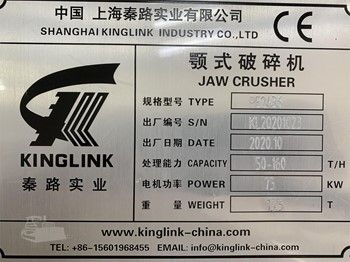 中国 上海秦路实业有限公司
SHANGHAI KINGLINK INDUSTRY CO.,LTD
CE
KINGLINK
秦路实业
颚式破碎机
JAW CRUSHER
规格型号 TYPE
出厂编号 S/N
出厂日期 DATE 2020.10
处理能力 CAPACITY 50-160 T/H
电机功率 POWER 75 KW
重量 WEIGHT T
www.kinglink-china.com
TEL: +86-15601968455 EMAIL: info@kinglink-china.com